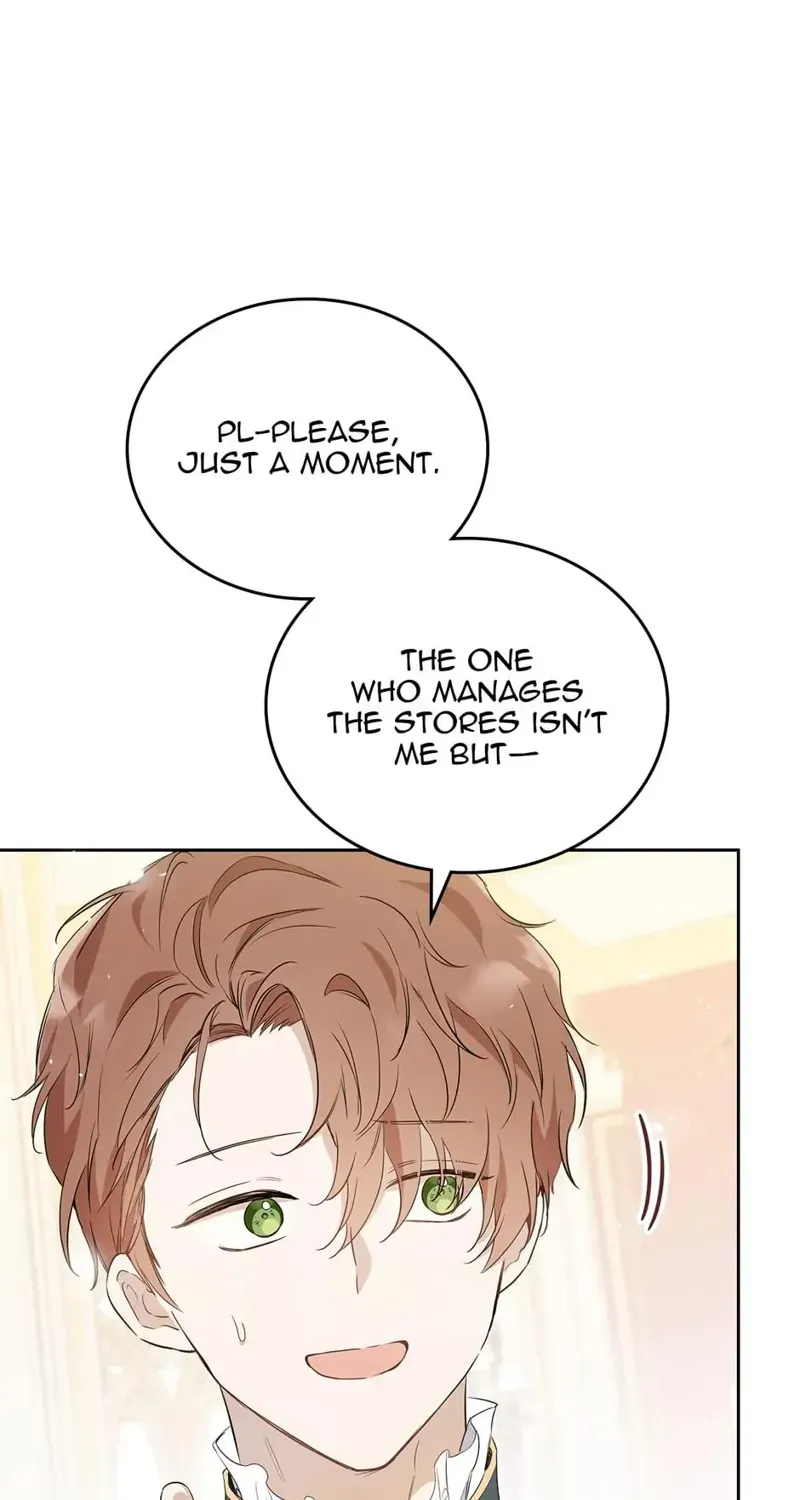 PL-PLEASE,
JUST A MOMENT.
THE ONE
WHO MANAGES
THE STORES ISN'T
ME BUT—